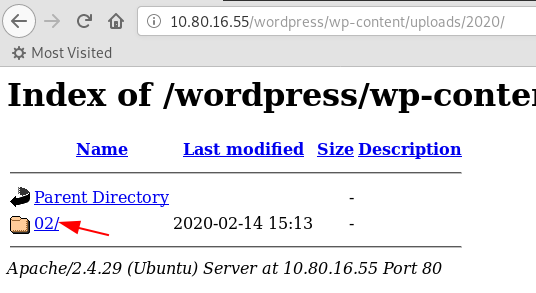 10.80.16.55/wordpress/wp-content/uploads/2020/
Most Visited
Index of /wordpress/wp-conte
Name Last modified Size Description
Parent Directory -
02/ 2020-02-14 15:13 -
Apache/2.4.29 (Ubuntu) Server at 10.80.16.55 Port 80